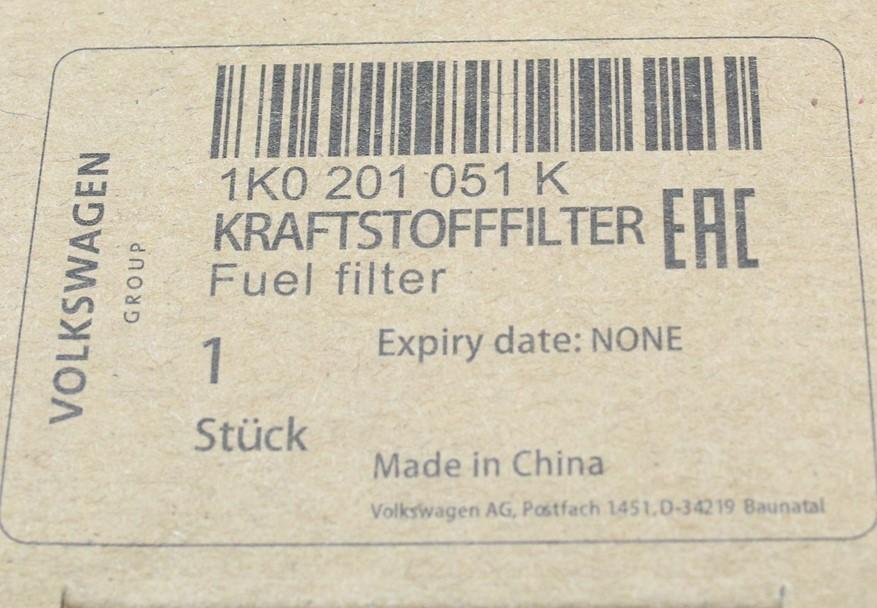 1K0 201 051 K
KRAFTSTOFFFILTER
EAC
Fuel filter
VOLKSWAGEN
GROUP
1
Expiry date: NONE
Stück
Made in China
Volkswagen AG, Postfach 1451, D-34219 Baunatal